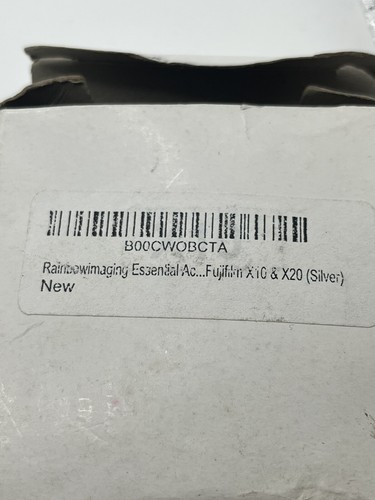 B00CWOBCTA
Rainbowimaging Essential Ac...Fujifilm X10 & X20 (Silver)
New